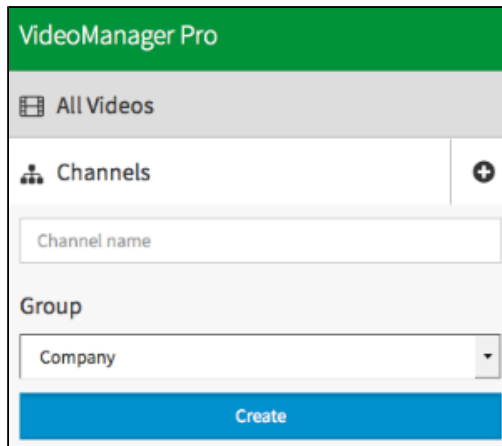 VideoManager Pro
All Videos
Channels
Channel name
Group
Company
Create